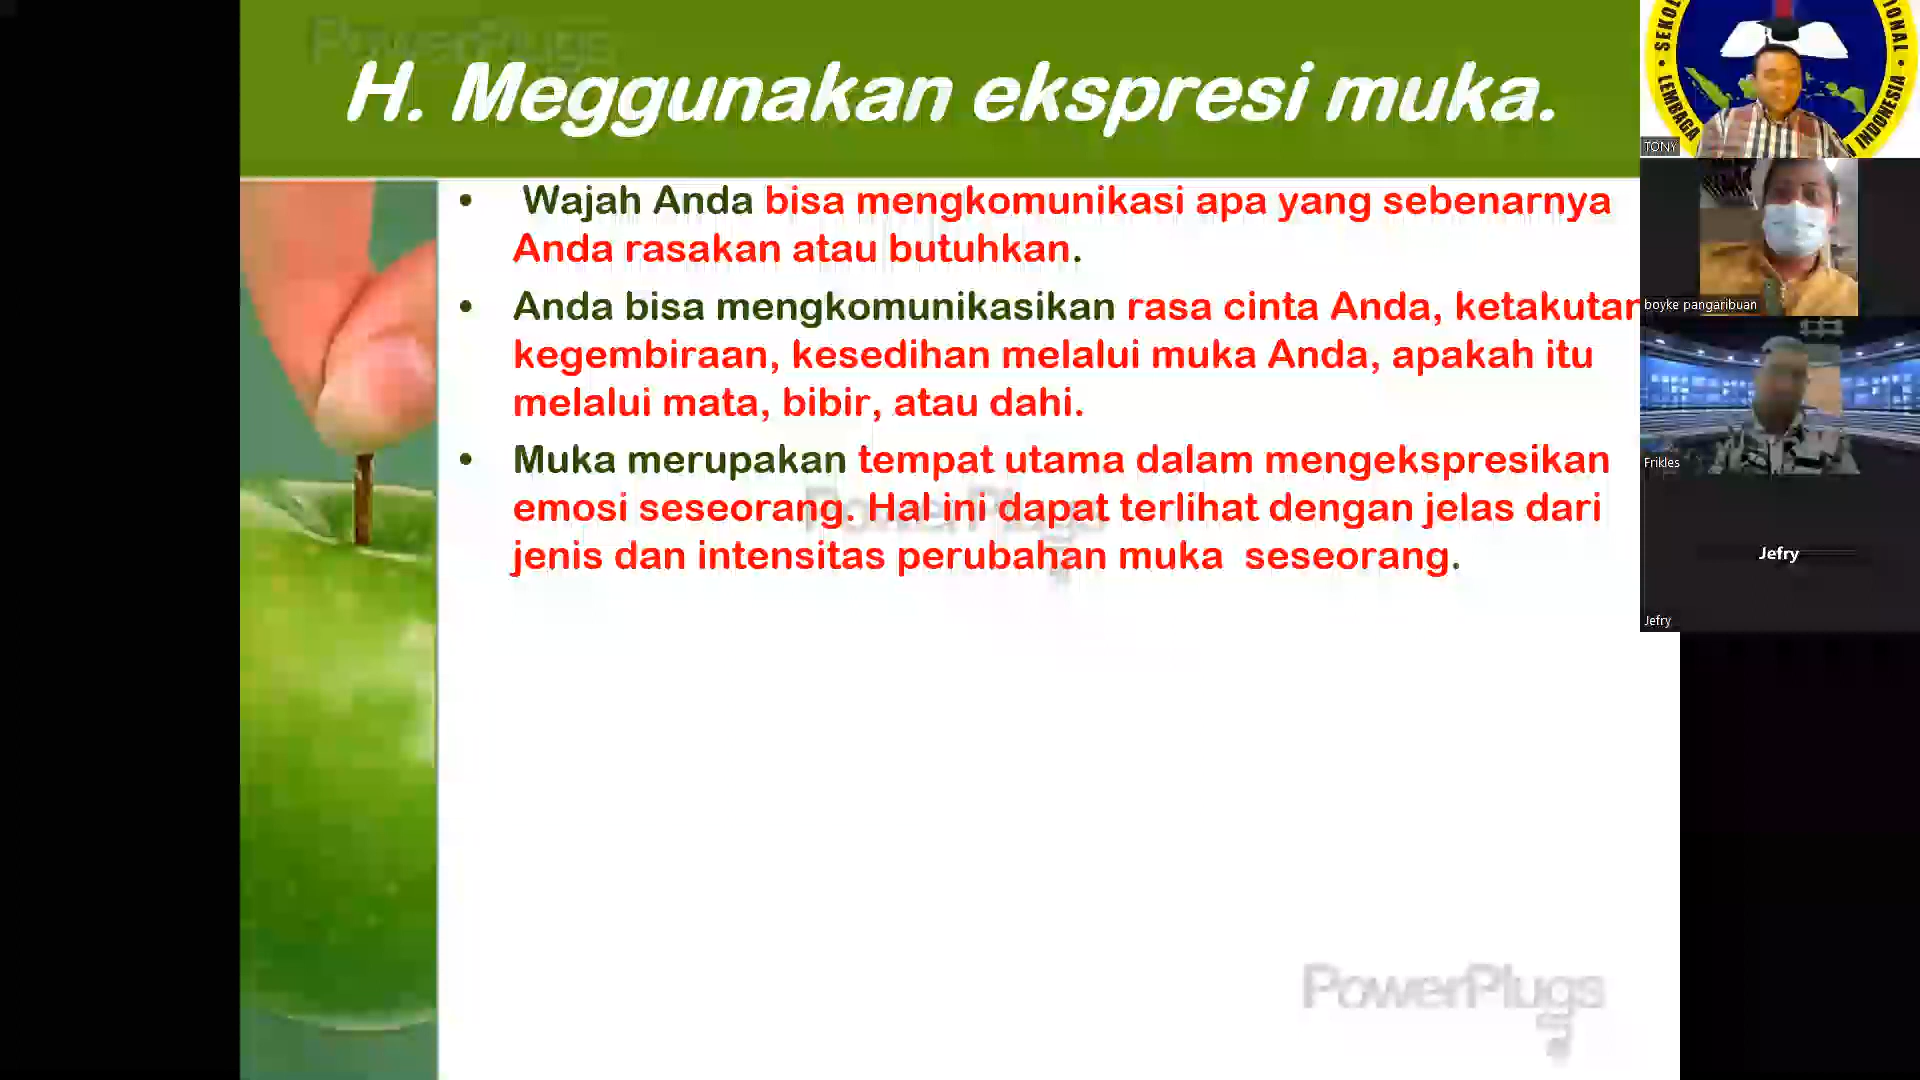 PowerPlugs
H. Meggunakan ekspresi muka.
• Wajah Anda bisa mengkomunikasi apa yang sebenarnya
Anda rasakan atau butuhkan.
• Anda bisa mengkomunikasikan rasa cinta Anda, ketakutan
kegembiraan, kesedihan melalui muka Anda, apakah itu
melalui mata, bibir, atau dahi.
• Muka merupakan tempat utama dalam mengekspresikan
emosi seseorang. Hal ini dapat terlihat dengan jelas dari
jenis dan intensitas perubahan muka seseorang.
PowerPlugs
PowerPlugs
LEMBAGA
INDONESIA
TONY
boyke pangaribuan
Frikles
Jefry
Jefry